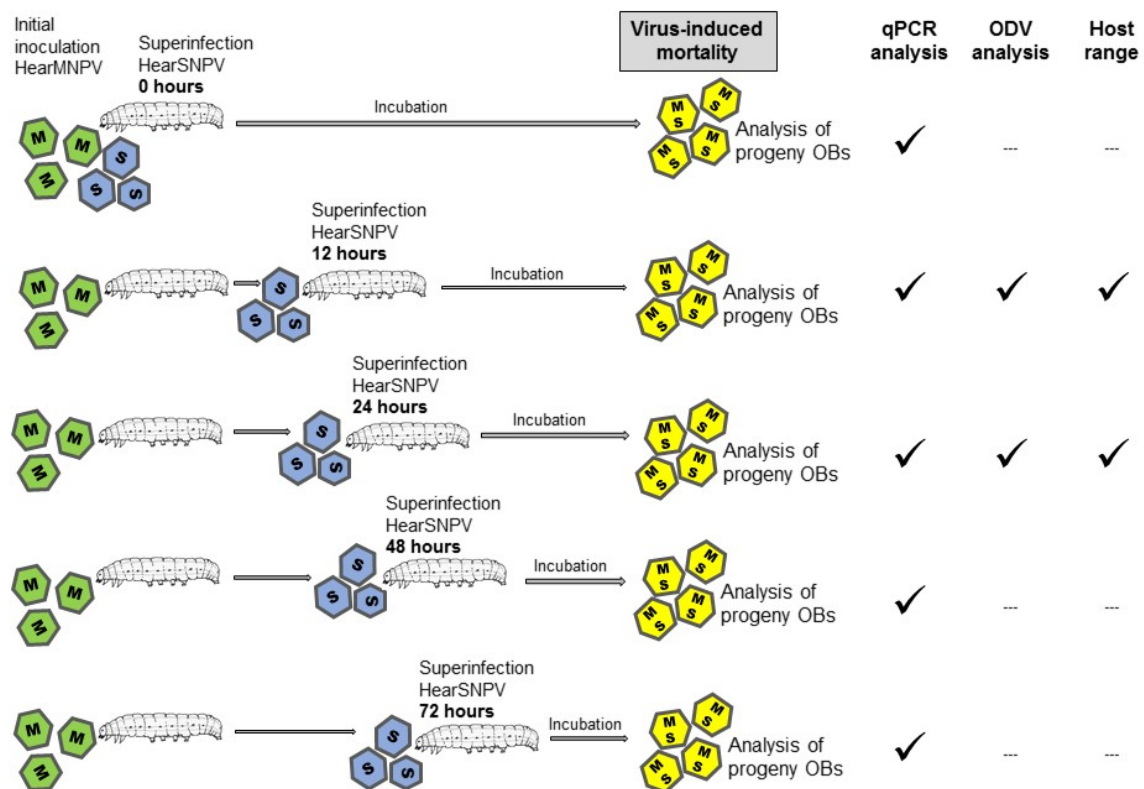 Initial
inoculation
HearMNPV
Superinfection
HearSNPV
0 hours
Virus-induced
mortality
qPCR
analysis
ODV
analysis
Host
range
M
M
M
S
S
S
Incubation
M
S
M
S
M
S
M
S
Analysis of
progeny OBs
✓
---
---
Superinfection
HearSNPV
12 hours
M
M
M
S
S
S
Incubation
M
S
M
S
M
S
M
S
Analysis of
progeny OBs
✓
✓
✓
Superinfection
HearSNPV
24 hours
M
M
M
S
S
S
Incubation
M
S
M
S
M
S
M
S
Analysis of
progeny OBs
✓
✓
✓
Superinfection
HearSNPV
48 hours
M
M
M
S
S
S
Incubation
M
S
M
S
M
S
M
S
Analysis of
progeny OBs
✓
---
---
Superinfection
HearSNPV
72 hours
M
M
M
S
S
S
Incubation
M
S
M
S
M
S
M
S
Analysis of
progeny OBs
✓
---
---